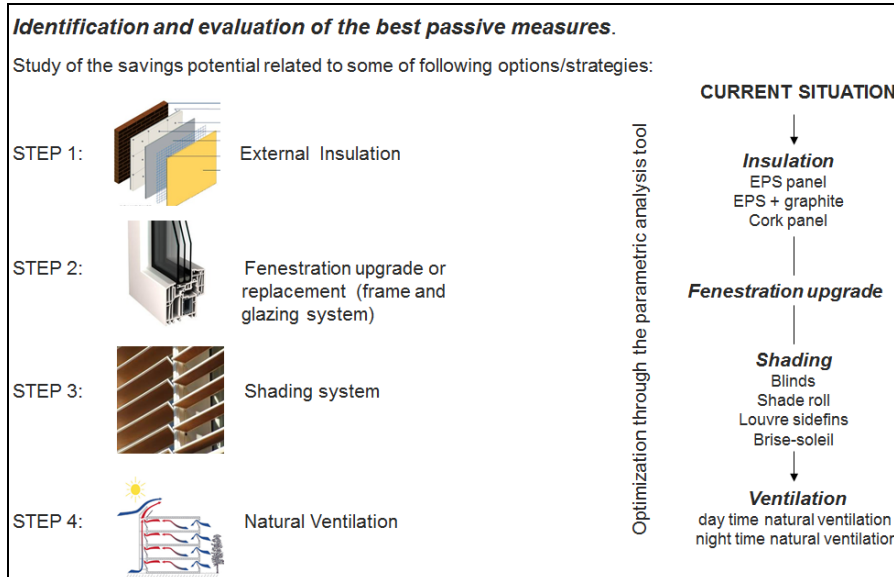 Identification and evaluation of the best passive measures.
Study of the savings potential related to some of following options/strategies:
STEP 1:
External Insulation
STEP 2:
Fenestration upgrade or
replacement (frame and
glazing system)
STEP 3:
Shading system
STEP 4:
Natural Ventilation
Optimization through the parametric analysis tool
CURRENT SITUATION
Insulation
EPS panel
EPS + graphite
Cork panel
Fenestration upgrade
Shading
Blinds
Shade roll
Louvre sidefins
Brise-soleil
Ventilation
day time natural ventilation
night time natural ventilation